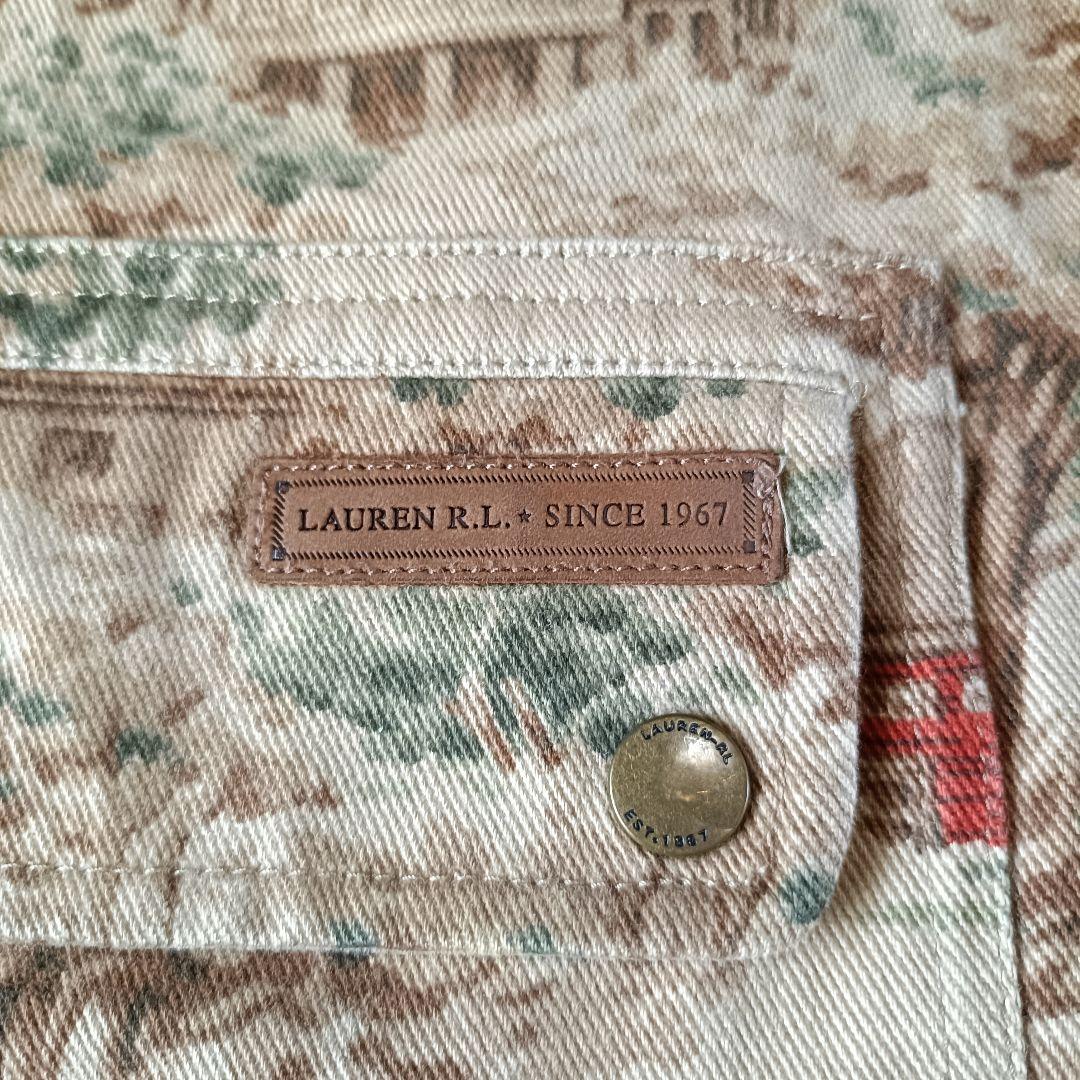 LAUREN R.L. ★ SINCE 1967
LAUREN-RL
EST.1967